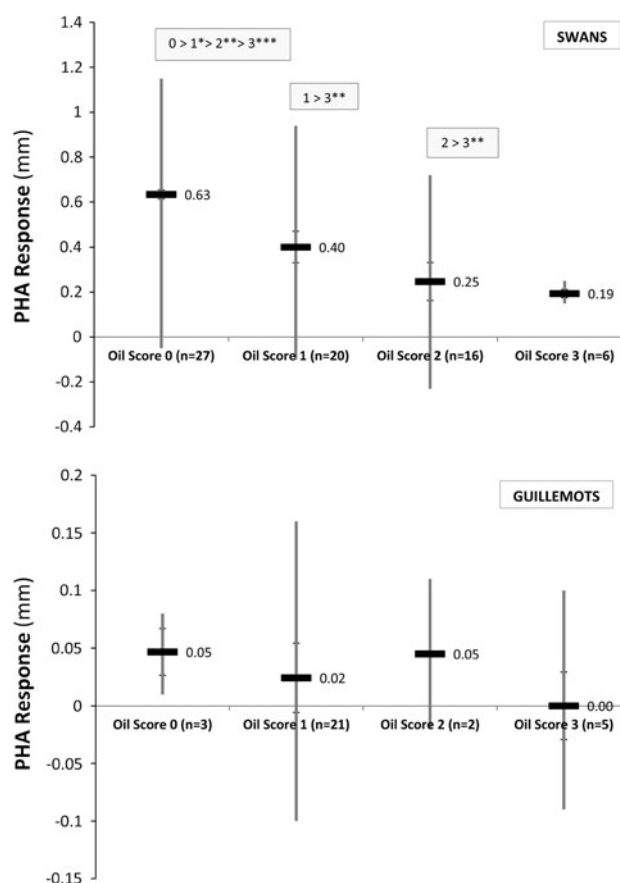 1.4
1.2
1
0.8
0.6
0.4
0.2
0
-0.2
-0.4
PHA Response (mm)
SWANS
0 > 1*> 2**> 3***
1 > 3**
2 > 3**
0.63
0.40
0.25
0.19
Oil Score 0 (n=27)
Oil Score 1 (n=20)
Oil Score 2 (n=16)
Oil Score 3 (n=6)
0.2
0.15
0.1
0.05
0
-0.05
-0.1
-0.15
PHA Response (mm)
GUILLEMOTS
0.05
0.02
0.05
0.00
Oil Score 0 (n=3)
Oil Score 1 (n=21)
Oil Score 2 (n=2)
Oil Score 3 (n=5)